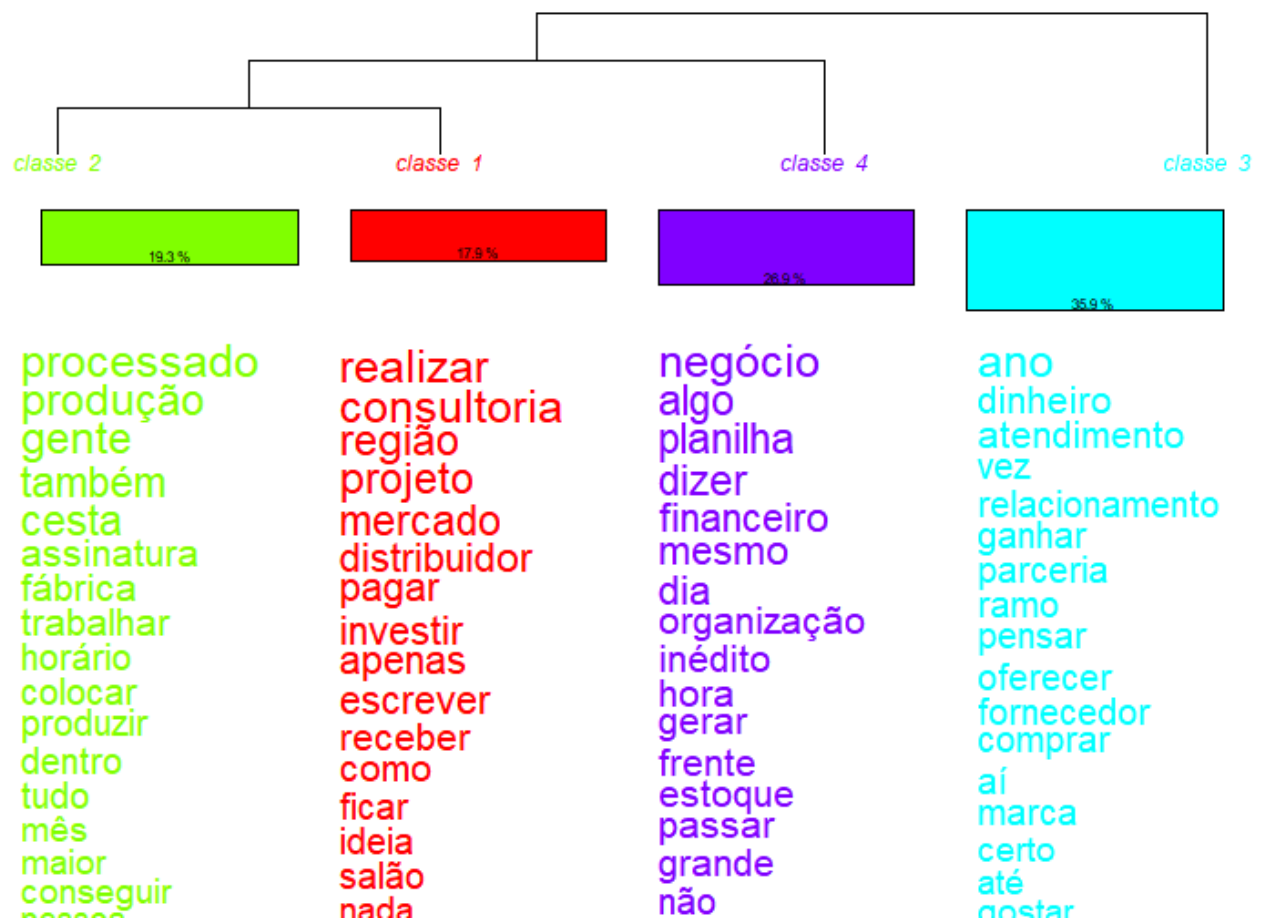 classe 2
classe 1
classe 4
classe 3
19.3 %
17.9 %
26.9 %
35.9 %
processado
produção
gente
também
cesta
assinatura
fábrica
trabalhar
horário
colocar
produzir
dentro
tudo
mês
maior
conseguir
realizar
consultoria
região
projeto
mercado
distribuidor
pagar
investir
apenas
escrever
receber
como
ficar
ideia
salão
nada
negócio
algo
planilha
dizer
financeiro
mesmo
dia
organização
inédito
hora
gerar
frente
estoque
passar
grande
não
ano
dinheiro
atendimento
vez
relacionamento
ganhar
parceria
ramo
pensar
oferecer
fornecedor
comprar
aí
marca
certo
até
gostar